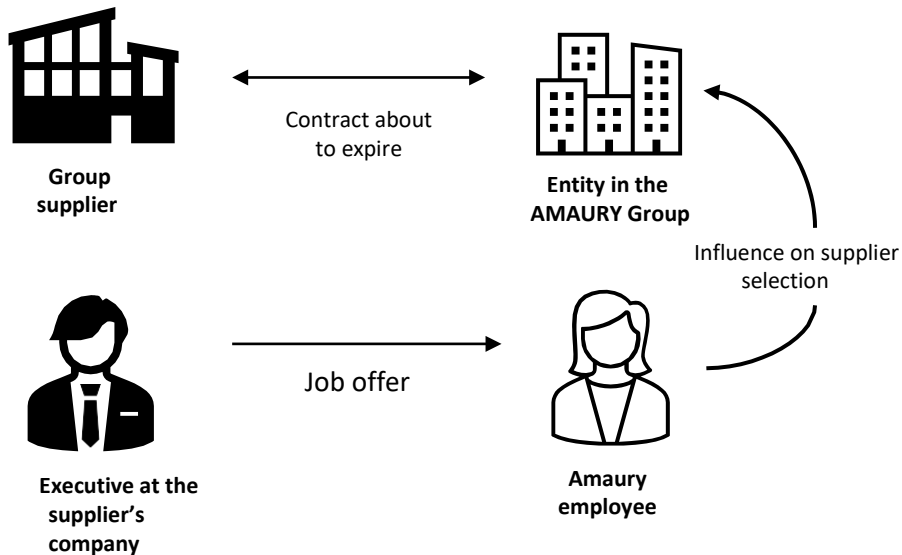 Contract about
to expire
Group
supplier
Entity in the
AMAURY Group
Influence on supplier
selection
Job offer
Executive at the
supplier’s
company
Amaury
employee